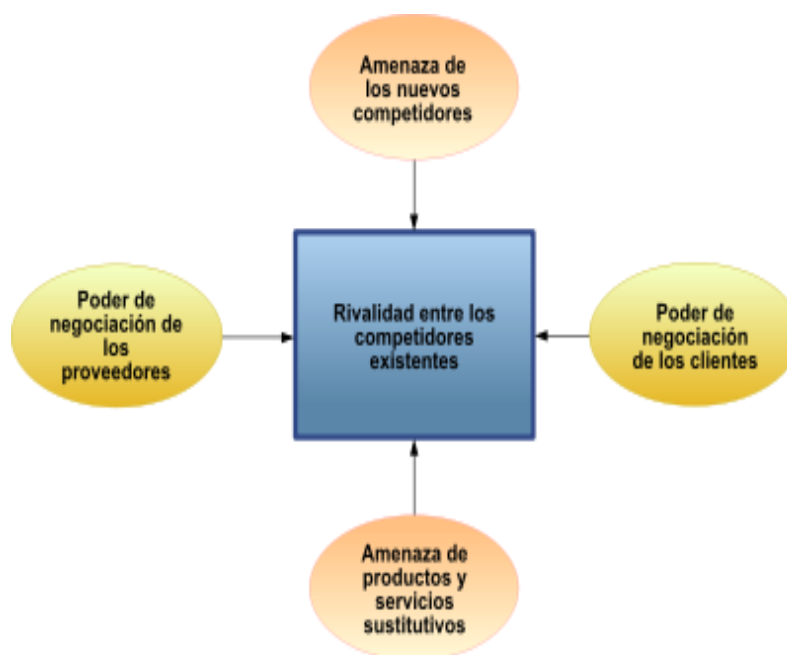 Amenaza de
los nuevos
competidores
Poder de
negociación de
los
proveedores
Rivalidad entre los
competidores
existentes
Poder de
negociación
de los clientes
Amenaza de
productos y
servicios
sustitutivos